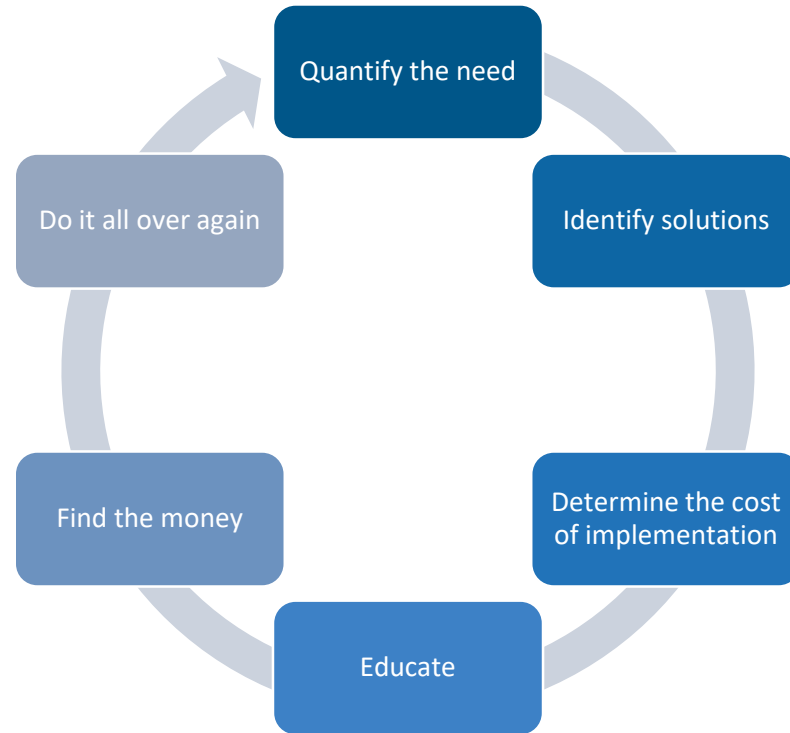 Quantify the need
Identify solutions
Determine the cost
of implementation
Educate
Find the money
Do it all over again